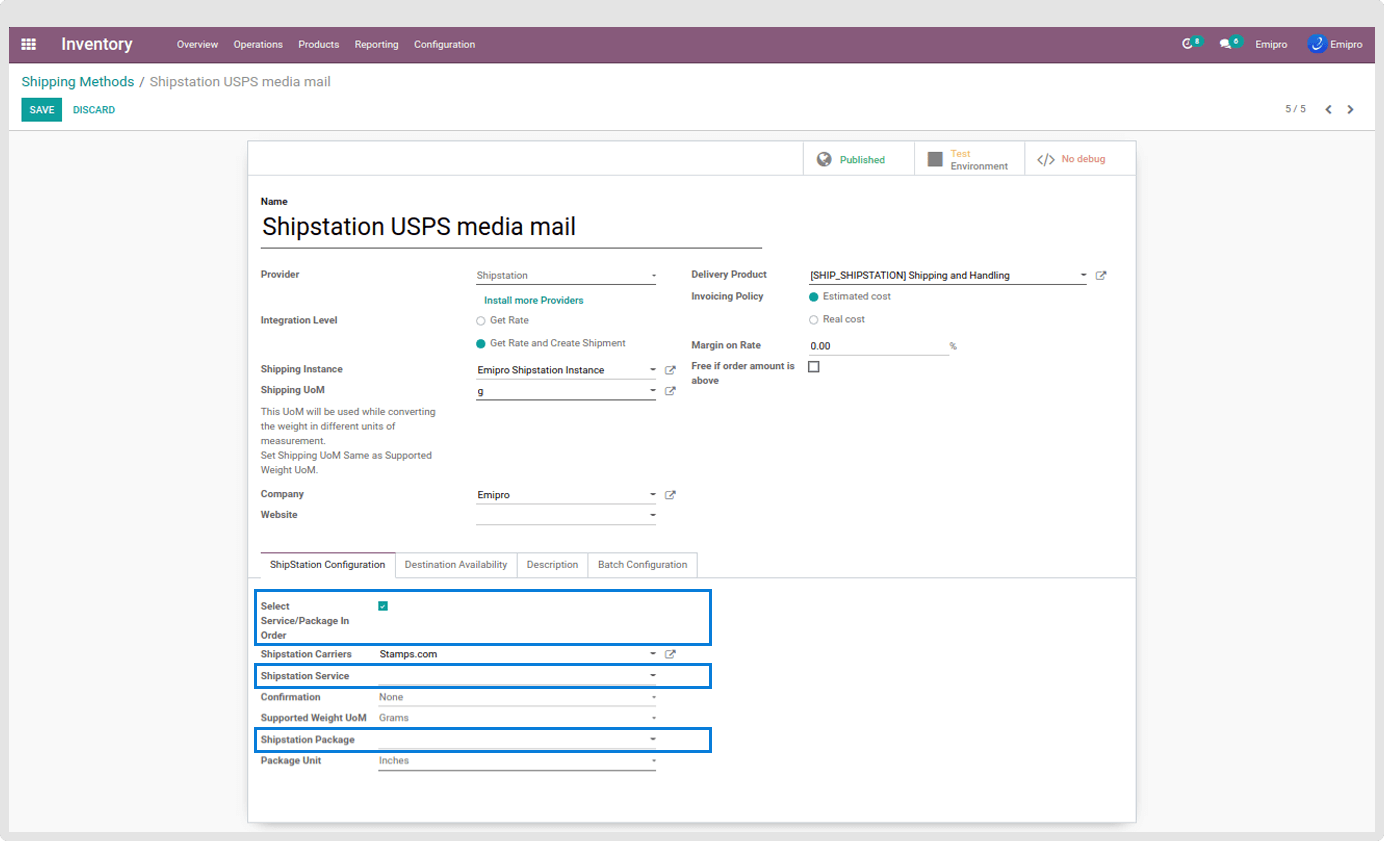 Inventory Overview Operations Products Reporting Configuration 8 6 Emipro Emipro
Shipping Methods / Shipstation USPS media mail
SAVE DISCARD 5 / 5
Published
Test
Environment
No debug
Name
Shipstation USPS media mail
Provider Shipstation
Install more Providers
Integration Level Get Rate
Get Rate and Create Shipment
Shipping Instance Emipro Shipstation Instance
Shipping UoM g
This UoM will be used while converting
the weight in different units of
measurement.
Set Shipping UoM Same as Supported
Weight UoM.
Company Emipro
Website
Delivery Product [SHIP_SHIPSTATION] Shipping and Handling
Invoicing Policy Estimated cost
Real cost
Margin on Rate 0.00 %
Free if order amount is
above
ShipStation Configuration Destination Availability Description Batch Configuration
Select
Service/Package In
Order
Shipstation Carriers Stamps.com
Shipstation Service
Confirmation None
Supported Weight UoM Grams
Shipstation Package
Package Unit Inches